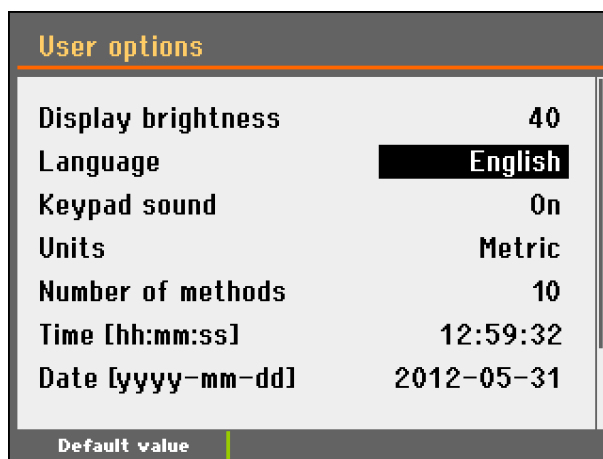 User options
Display brightness 40
Language English
Keypad sound On
Units Metric
Number of methods 10
Time [hh:mm:ss] 12:59:32
Date [yyyy-mm-dd] 2012-05-31
Default value